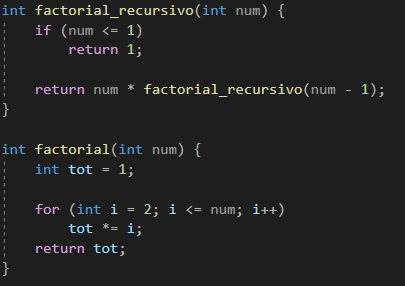 int factorial_recursivo(int num) {
    if (num <= 1)
        return 1;

    return num * factorial_recursivo(num - 1);
}

int factorial(int num) {
    int tot = 1;

    for (int i = 2; i <= num; i++)
        tot *= i;
    return tot;
}